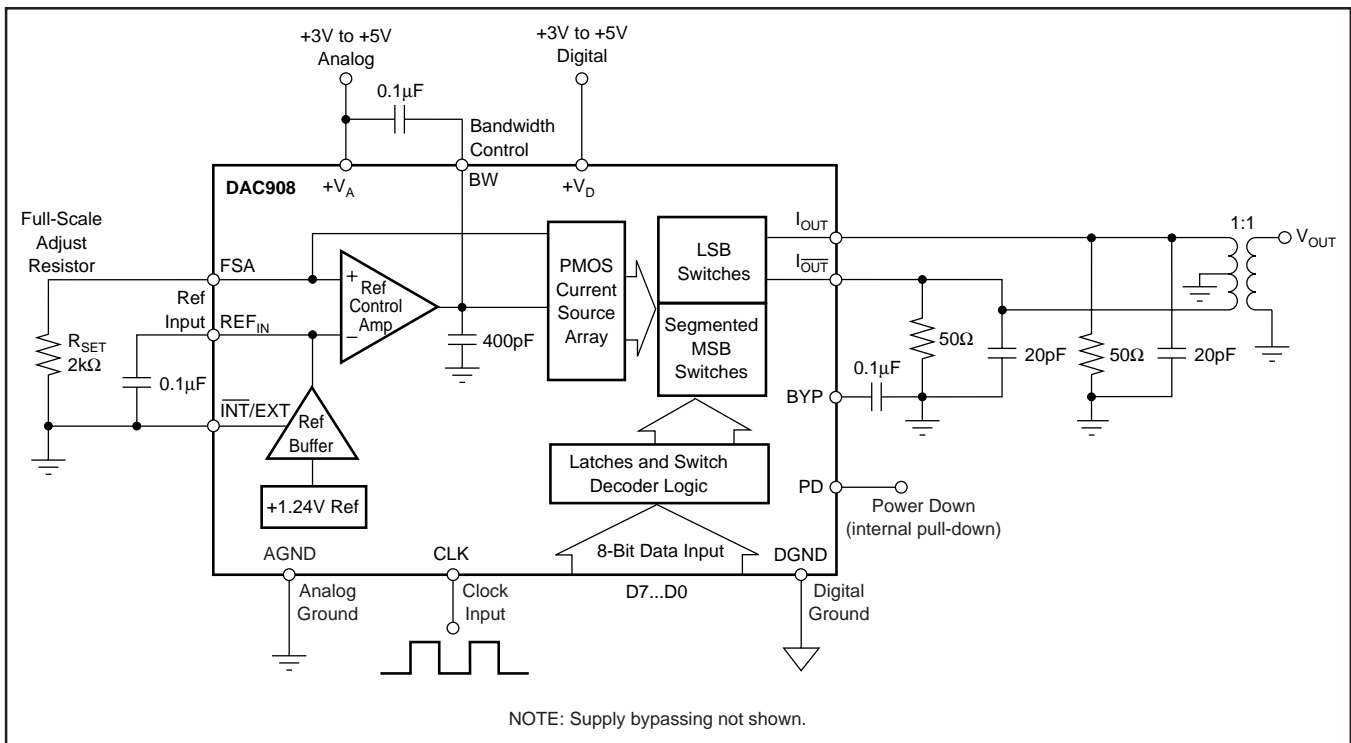 +3V to +5V
Analog
+3V to +5V
Digital
0.1µF
Bandwidth
Control
+VA
BW
+VD
DAC908
Full-Scale
Adjust
Resistor
FSA
Ref
Input
REFIN
RSET
2kΩ
0.1µF
INT/EXT
+
Ref
Control
Amp
–
400pF
Ref
Buffer
+1.24V Ref
PMOS
Current
Source
Array
LSB
Switches
Segmented
MSB
Switches
Latches and Switch
Decoder Logic
8-Bit Data Input
IOUT
IOUT
BYP
0.1µF
50Ω
20pF
50Ω
20pF
1:1
VOUT
PD
Power Down
(internal pull-down)
AGND
Analog
Ground
CLK
Clock
Input
D7...D0
DGND
Digital
Ground
NOTE: Supply bypassing not shown.